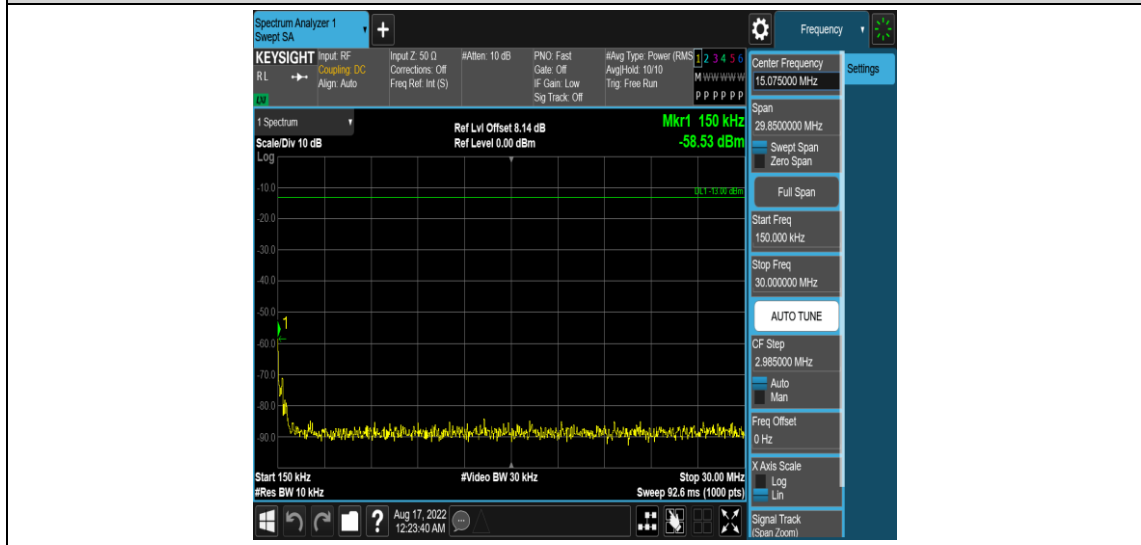 Spectrum Analyzer 1
Swept SA
+
Frequency
KEYSIGHT
RL
LXI
Input: RF
Coupling: DC
Align: Auto
Input Z: 50 Ω
Corrections: Off
Freq Ref: Int (S)
#Atten: 10 dB
PNO: Fast
Gate: Off
IF Gain: Low
Sig Track: Off
#Avg Type: Power (RMS
Avg|Hold: 10/10
Trig: Free Run
1 2 3 4 5 6
M W W W W W
P P P P P P
1 Spectrum
Scale/Div 10 dB
Log
Ref Lvl Offset 8.14 dB
Ref Level 0.00 dBm
Mkr1 150 kHz
-58.53 dBm
DL1 -13.00 dBm
-10.0
-20.0
-30.0
-40.0
-50.0
-60.0
-70.0
-80.0
-90.0
1
Start 150 kHz
#Res BW 10 kHz
#Video BW 30 kHz
Stop 30.00 MHz
Sweep 92.6 ms (1000 pts)
Center Frequency
15.075000 MHz
Span
29.8500000 MHz
Swept Span
Zero Span
Full Span
Start Freq
150.000 kHz
Stop Freq
30.000000 MHz
AUTO TUNE
CF Step
2.985000 MHz
Auto
Man
Freq Offset
0 Hz
X Axis Scale
Log
Lin
Signal Track
(Span Zoom)
Settings
?
Aug 17, 2022
12:23:40 AM